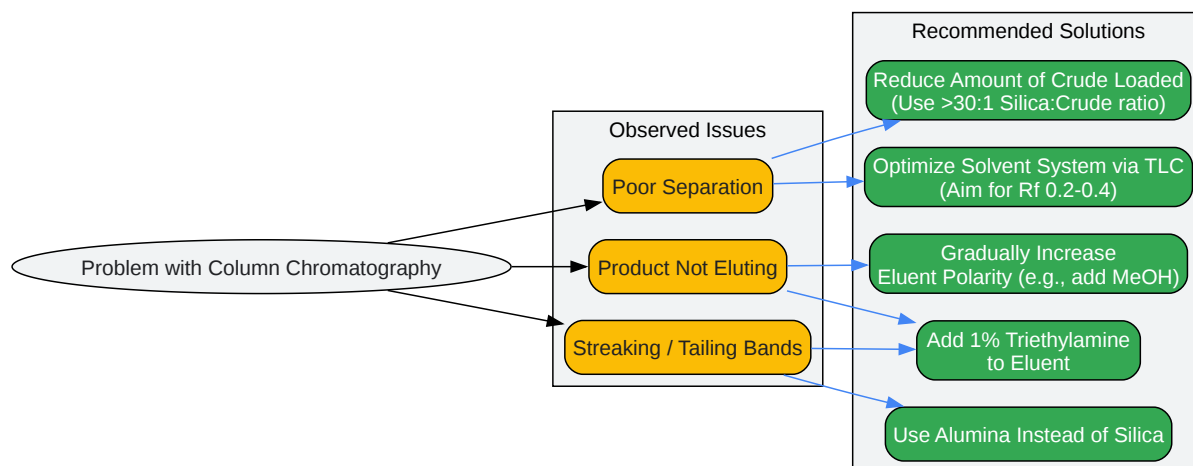 Recommended Solutions
Reduce Amount of Crude Loaded
(Use >30:1 Silica:Crude ratio)
Observed Issues
Poor Separation
Optimize Solvent System via TLC
(Aim for Rf 0.2-0.4)
Problem with Column Chromatography
Product Not Eluting
Gradually Increase
Eluent Polarity (e.g., add MeOH)
Streaking / Tailing Bands
Add 1% Triethylamine
to Eluent
Use Alumina Instead of Silica